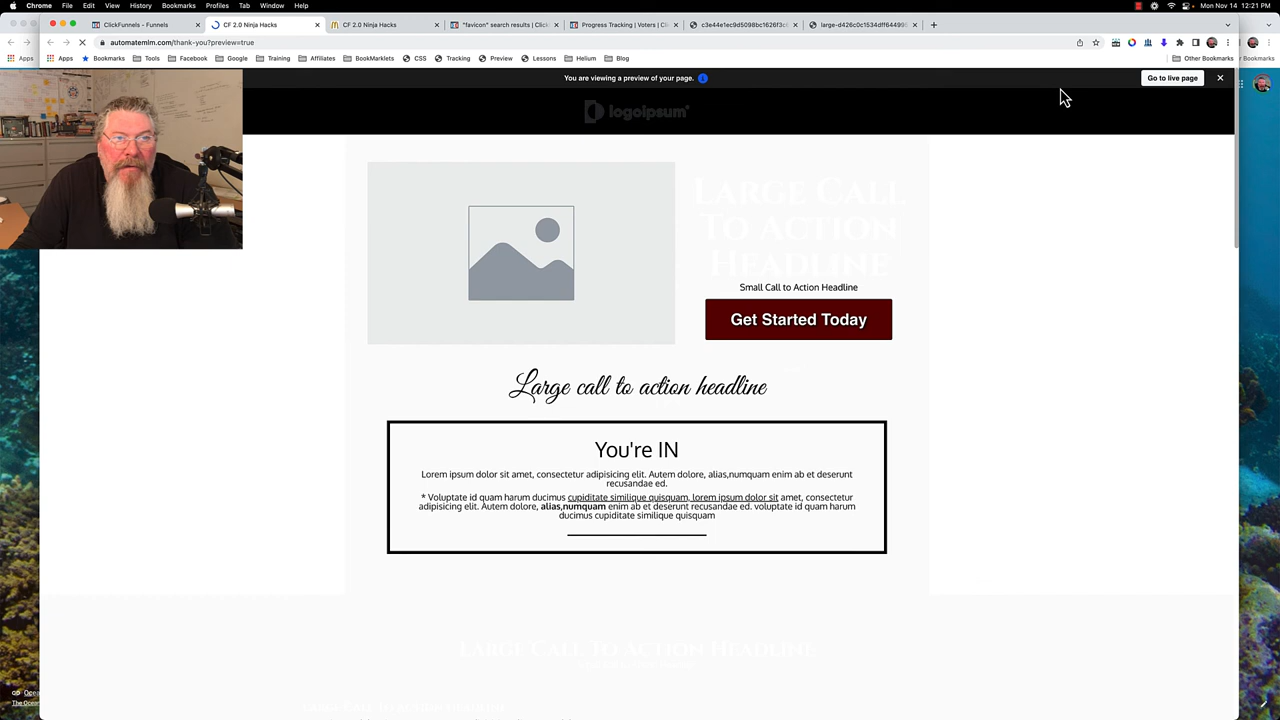 Chrome File Edit View History Bookmarks Profiles Tab Window Help Mon Nov 14 12:21 PM
ClickFunnels - Funnels CF 2.0 Ninja Hacks CF 2.0 Ninja Hacks "favicon" search results | Click Progress Tracking | Voters | Cli c3e44e1ec9d5098bc1626f3c large-d426c0c1534df644995
automatemlm.com/thank-you?preview=true
Apps Apps Bookmarks Tools Facebook Google Training Affiliates BookMarklets CSS Tracking Preview Lessons Helium Blog Other Bookmarks Bookmarks
You are viewing a preview of your page. Go to live page
logoipsum
Large Call
To Action
Headline
Small Call to Action Headline
Get Started Today
Large call to action headline
You're IN
Lorem ipsum dolor sit amet, consectetur adipisicing elit. Autem dolore, alias,numquam enim ab et deserunt
recusandae ed.
* Voluptate id quam harum ducimus cupiditate similique quisquam, lorem ipsum dolor sit amet, consectetur
adipisicing elit. Autem dolore, alias,numquam enim ab et deserunt recusandae ed. voluptate id quam harum
ducimus cupiditate similique quisquam
Large Call To Action Headline